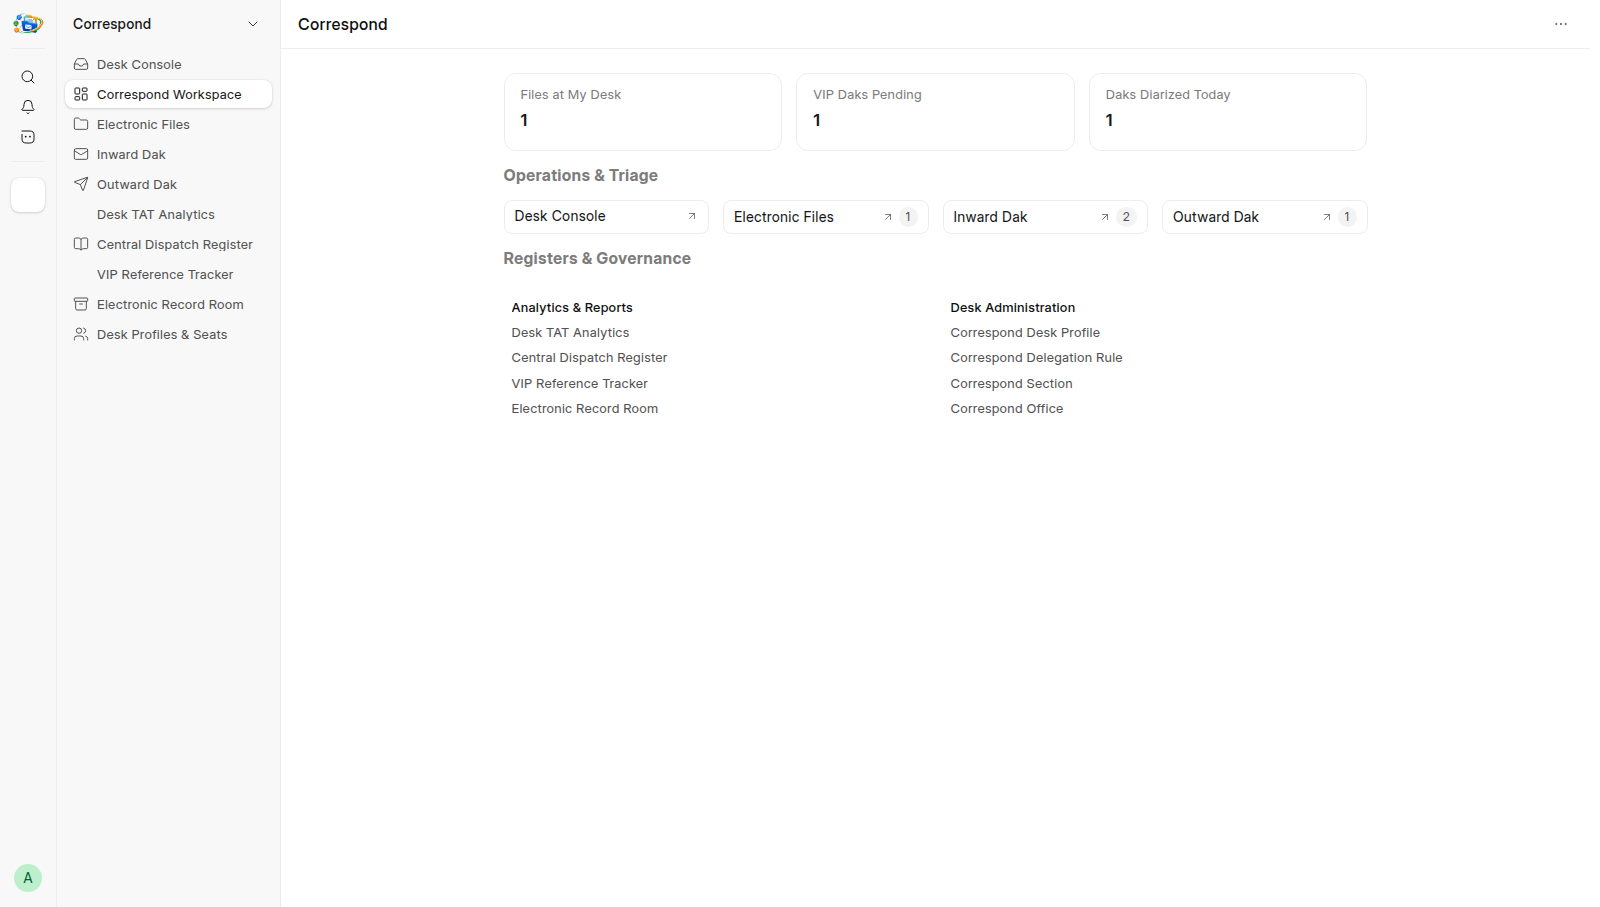 Correspond
Desk Console
Correspond Workspace
Electronic Files
Inward Dak
Outward Dak
Desk TAT Analytics
Central Dispatch Register
VIP Reference Tracker
Electronic Record Room
Desk Profiles & Seats
A
Correspond
Files at My Desk
1
VIP Daks Pending
1
Daks Diarized Today
1
Operations & Triage
Desk Console
Electronic Files 1
Inward Dak 2
Outward Dak 1
Registers & Governance
Analytics & Reports
Desk TAT Analytics
Central Dispatch Register
VIP Reference Tracker
Electronic Record Room
Desk Administration
Correspond Desk Profile
Correspond Delegation Rule
Correspond Section
Correspond Office